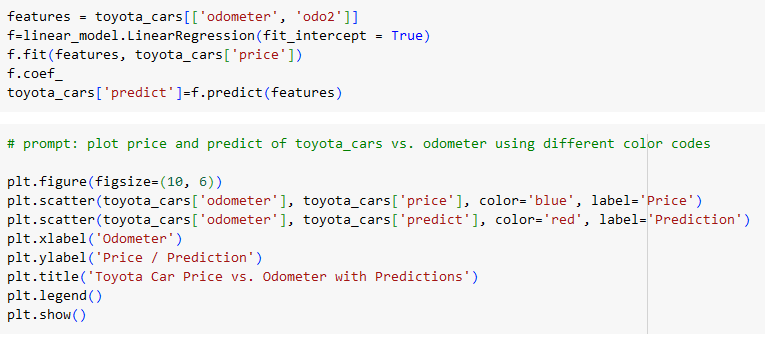 features = toyota_cars[['odometer', 'odo2']]
f=linear_model.LinearRegression(fit_intercept = True)
f.fit(features, toyota_cars['price'])
f.coef_
toyota_cars['predict']=f.predict(features)
# prompt: plot price and predict of toyota_cars vs. odometer using different color codes
plt.figure(figsize=(10, 6))
plt.scatter(toyota_cars['odometer'], toyota_cars['price'], color='blue', label='Price')
plt.scatter(toyota_cars['odometer'], toyota_cars['predict'], color='red', label='Prediction')
plt.xlabel('Odometer')
plt.ylabel('Price / Prediction')
plt.title('Toyota Car Price vs. Odometer with Predictions')
plt.legend()
plt.show()